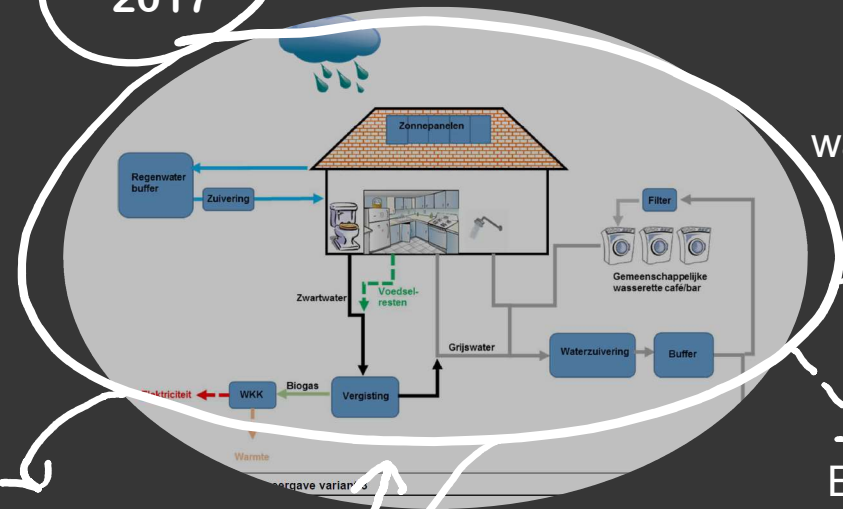 2017
Zonnepanelen
Regenwater
buffer
Zuivering
Filter
Gemeenschappelijke
wasserette café/bar
Zwartwater
Voedsel-
resten
Grijswater
Waterzuivering
Buffer
Biogas
WKK
Vergisting
Warmte